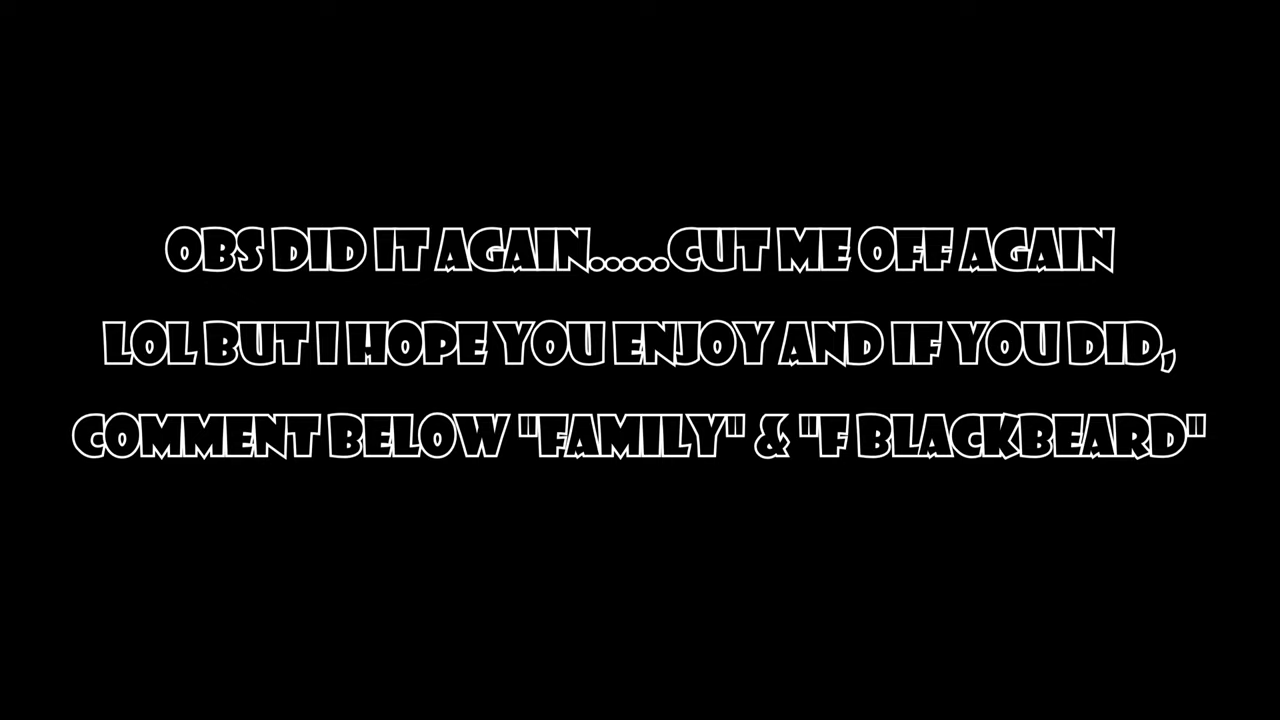 OBS DID IT AGAIN.....CUT ME OFF AGAIN
LOL BUT I HOPE YOU ENJOY AND IF YOU DID,
COMMENT BELOW "FAMILY" & "F BLACKBEARD"